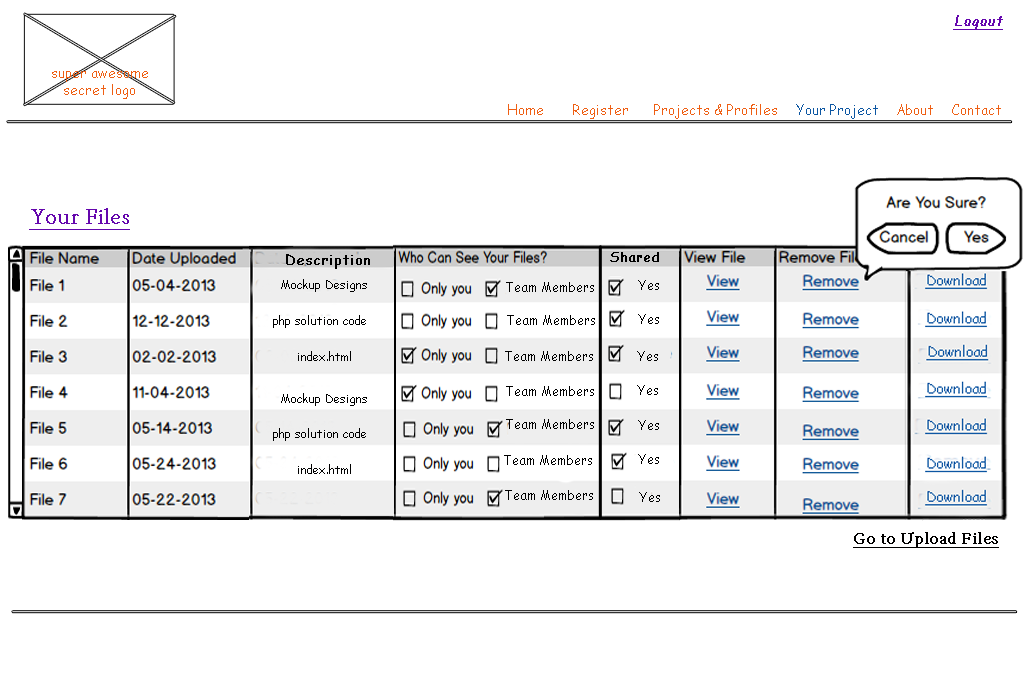 Logout
super awesome
secret logo
Home Register Projects & Profiles Your Project About Contact
Are You Sure?
Cancel Yes
Your Files
File Name Date Uploaded Description Who Can See Your Files? Shared View File Remove Fil
File 1 05-04-2013 Mockup Designs Only you Team Members Yes View Remove Download
File 2 12-12-2013 php solution code Only you Team Members Yes View Remove Download
File 3 02-02-2013 index.html Only you Team Members Yes View Remove Download
File 4 11-04-2013 Mockup Designs Only you Team Members Yes View Remove Download
File 5 05-14-2013 php solution code Only you Team Members Yes View Remove Download
File 6 05-24-2013 index.html Only you Team Members Yes View Remove Download
File 7 05-22-2013 Only you Team Members Yes View Remove Download
Go to Upload Files